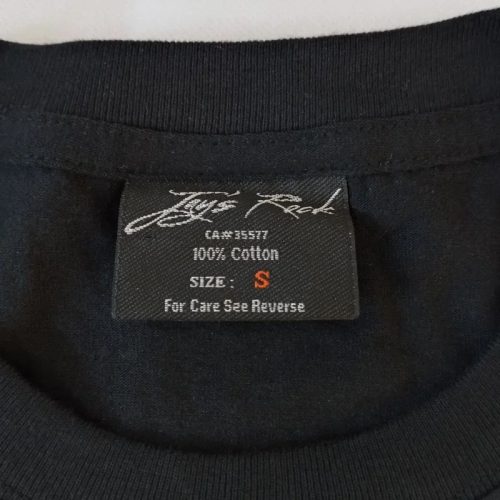 Jay's Rock
CA#35577
100% Cotton
SIZE: S
For Care See Reverse